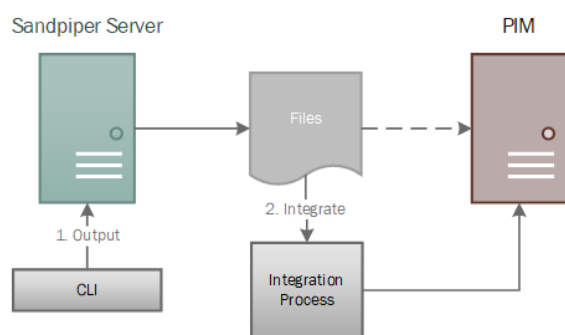 Sandpiper Server
PIM
Files
2. Integrate
1. Output
CLI
Integration
Process